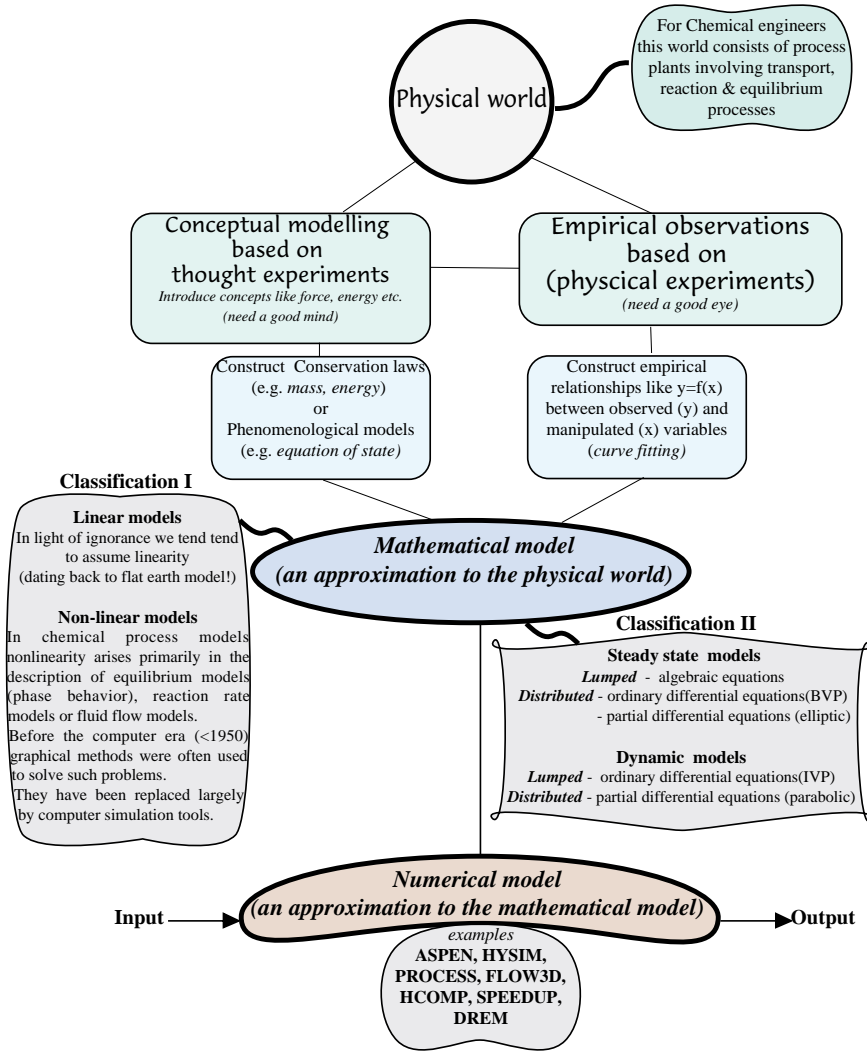 For Chemical engineers
this world consists of process
plants involving transport,
reaction & equilibrium
processes
Physical world
Conceptual modelling
based on
thought experiments
Introduce concepts like force, energy etc.
(need a good mind)
Empirical observations
based on
(physcical experiments)
(need a good eye)
Construct Conservation laws
(e.g. mass, energy)
or
Phenomenological models
(e.g. equation of state)
Construct empirical
relationships like y=f(x)
between observed (y) and
manipulated (x) variables
(curve fitting)
Classification I
Linear models
In light of ignorance we tend tend
to assume linearity
(dating back to flat earth model!)
Non-linear models
In chemical process models
nonlinearity arises primarily in the
description of equilibrium models
(phase behavior), reaction rate
models or fluid flow models.
Before the computer era (<1950)
graphical methods were often used
to solve such problems.
They have been replaced largely
by computer simulation tools.
Mathematical model
(an approximation to the physical world)
Classification II
Steady state models
Lumped - algebraic equations
Distributed - ordinary differential equations(BVP)
- partial differential equations (elliptic)
Dynamic models
Lumped - ordinary differential equations(IVP)
Distributed - partial differential equations (parabolic)
Numerical model
(an approximation to the mathematical model)
Input
Output
examples
ASPEN, HYSIM,
PROCESS, FLOW3D,
HCOMP, SPEEDUP,
DREM